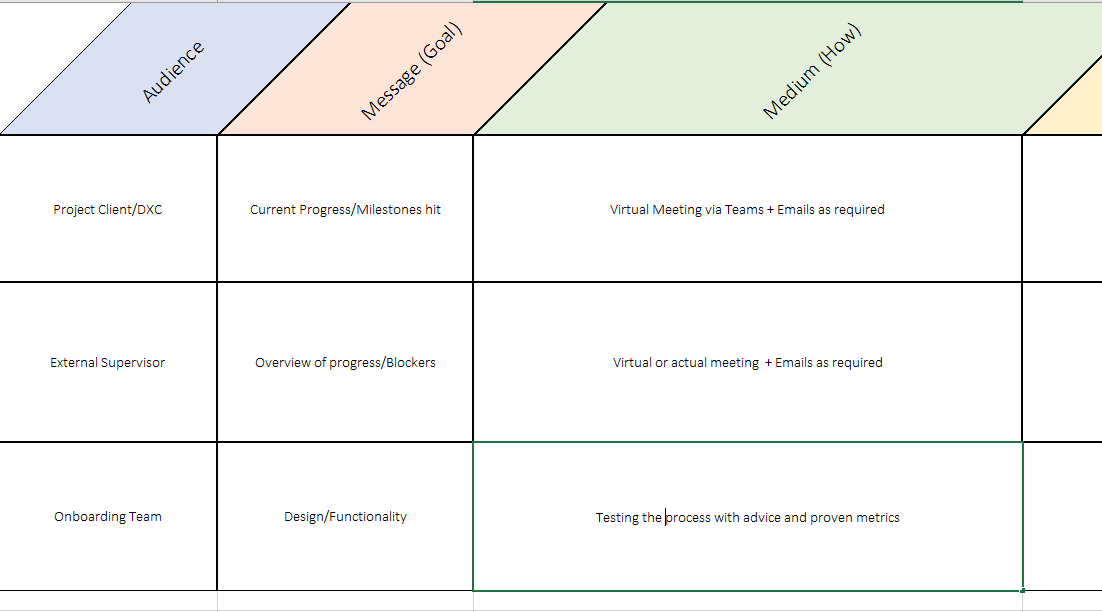 Audience
Message (Goal)
Medium (How)
Project Client/DXC
Current Progress/Milestones hit
Virtual Meeting via Teams + Emails as required
External Supervisor
Overview of progress/Blockers
Virtual or actual meeting  + Emails as required
Onboarding Team
Design/Functionality
Testing the process with advice and proven metrics